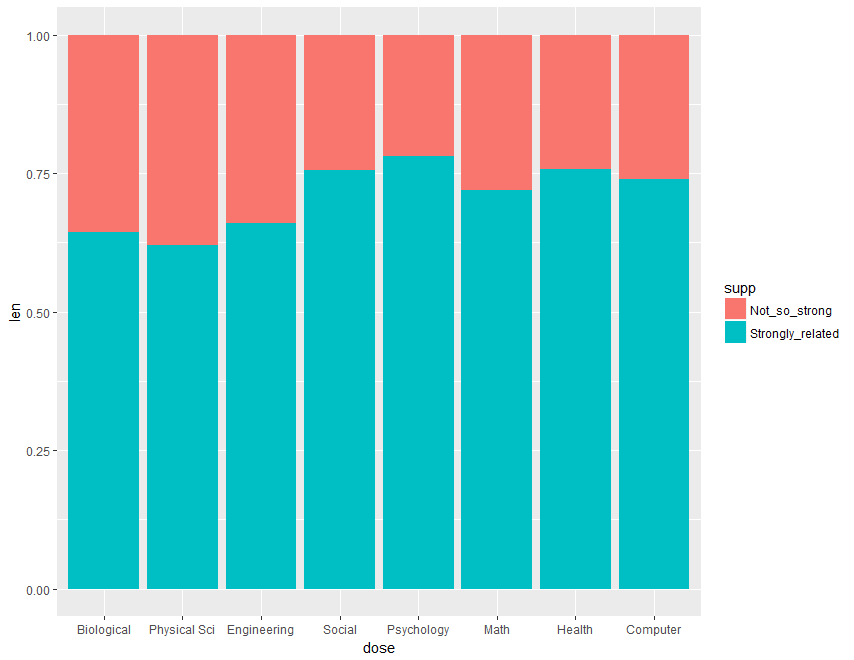 1.00
0.75
0.50
0.25
0.00
len
Biological Physical Sci Engineering Social Psychology Math Health Computer
dose
supp
Not_so_strong
Strongly_related